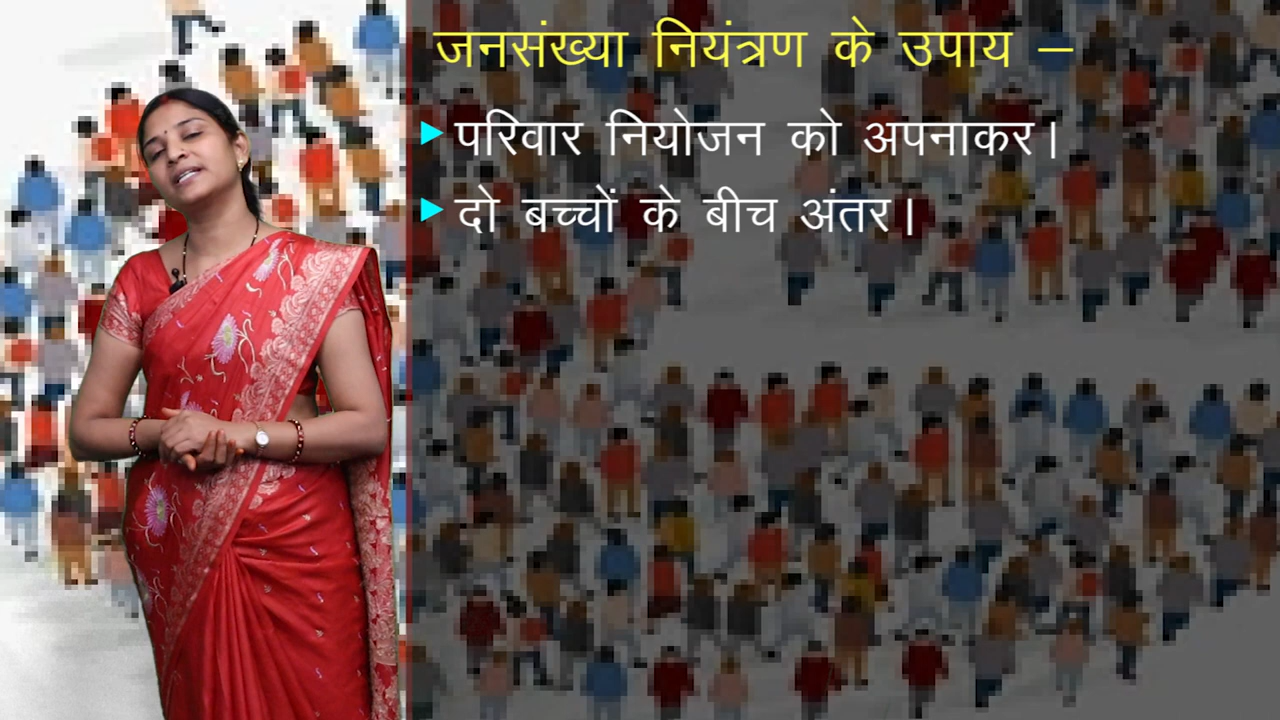 जनसंख्या नियंत्रण के उपाय –
परिवार नियोजन को अपनाकर।
दो बच्चों के बीच अंतर।